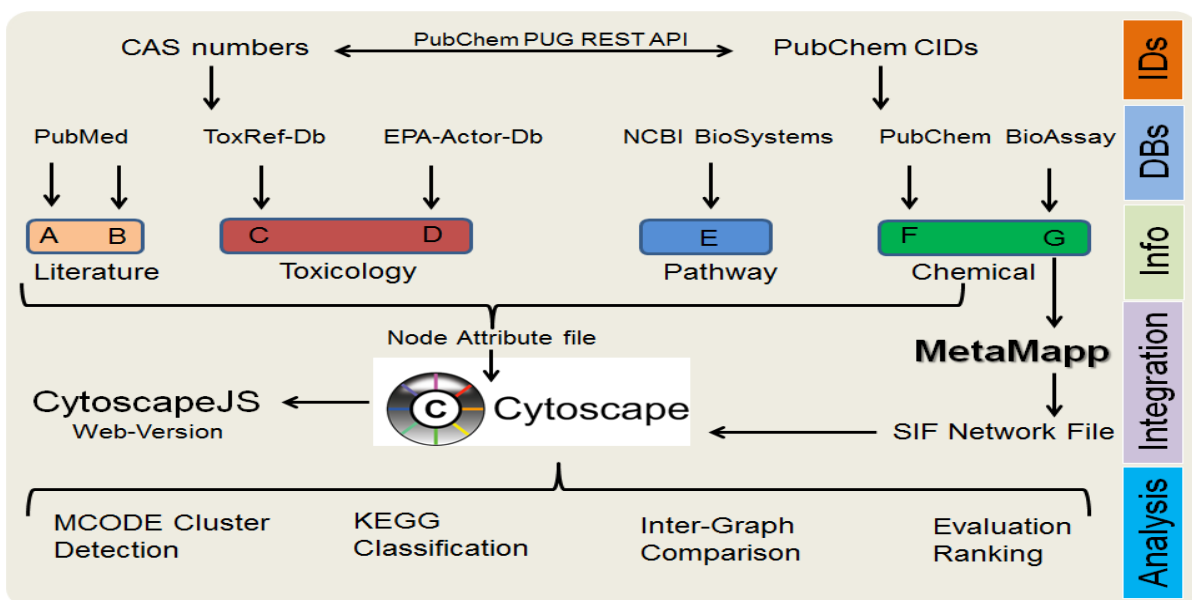 CAS numbers
PubChem PUG REST API
PubChem CIDs
IDs
PubMed
ToxRef-Db
EPA-Actor-Db
NCBI BioSystems
PubChem BioAssay
DBs
A
B
C
D
E
F
G
Literature
Toxicology
Pathway
Chemical
Info
Node Attribute file
MetaMapp
CytoscapeJS
Web-Version
C
Cytoscape
SIF Network File
Integration
MCODE Cluster
Detection
KEGG
Classification
Inter-Graph
Comparison
Evaluation
Ranking
Analysis